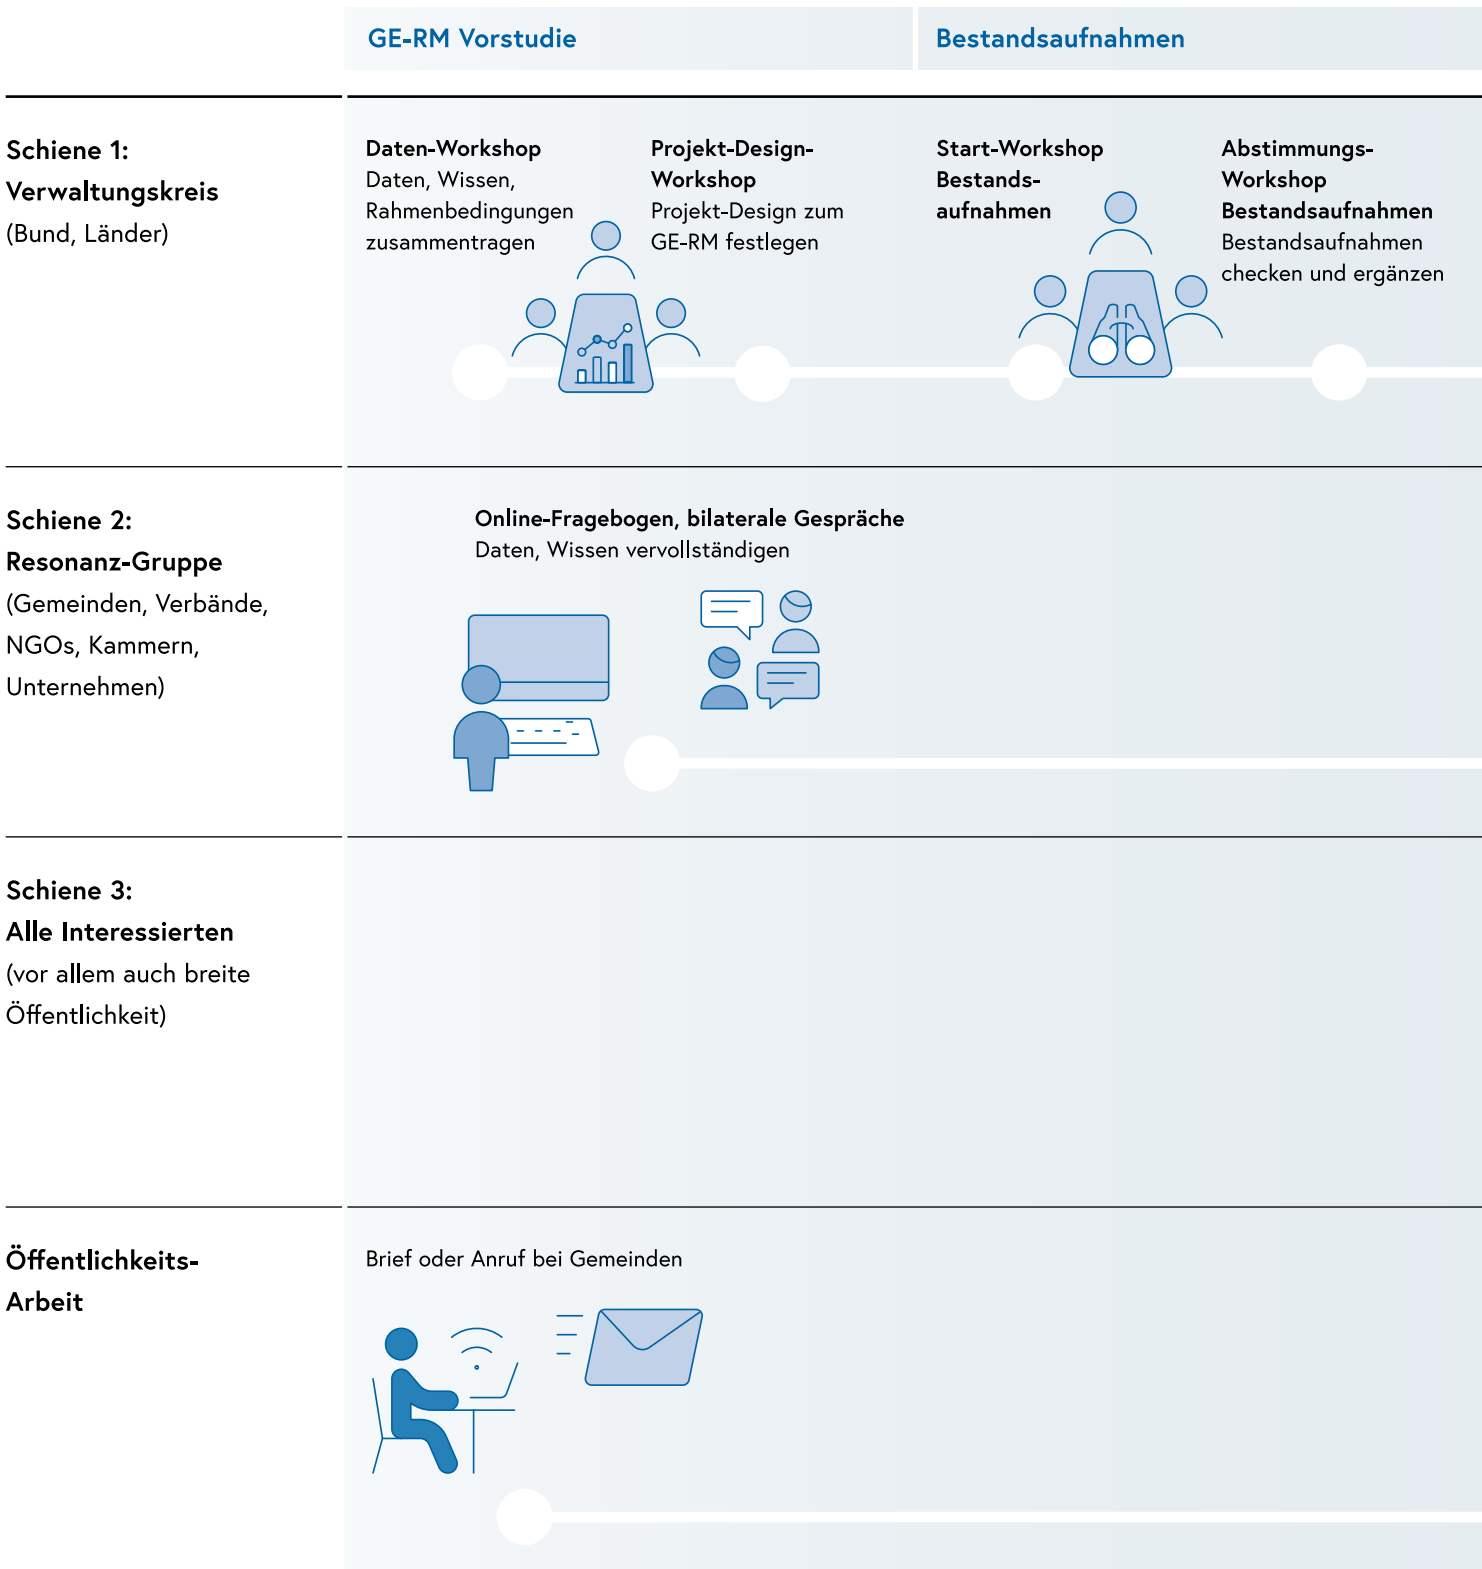 GE-RM Vorstudie
Bestandsaufnahmen
Schiene 1:
Verwaltungskreis
(Bund, Länder)
Daten-Workshop
Daten, Wissen,
Rahmenbedingungen
zusammentragen
Projekt-Design-
Workshop
Projekt-Design zum
GE-RM festlegen
Start-Workshop
Bestands-
aufnahmen
Abstimmungs-
Workshop
Bestandsaufnahmen
Bestandsaufnahmen
checken und ergänzen
Schiene 2:
Resonanz-Gruppe
(Gemeinden, Verbände,
NGOs, Kammern,
Unternehmen)
Online-Fragebogen, bilaterale Gespräche
Daten, Wissen vervollständigen
Schiene 3:
Alle Interessierten
(vor allem auch breite
Öffentlichkeit)
Öffentlichkeits-
Arbeit
Brief oder Anruf bei Gemeinden